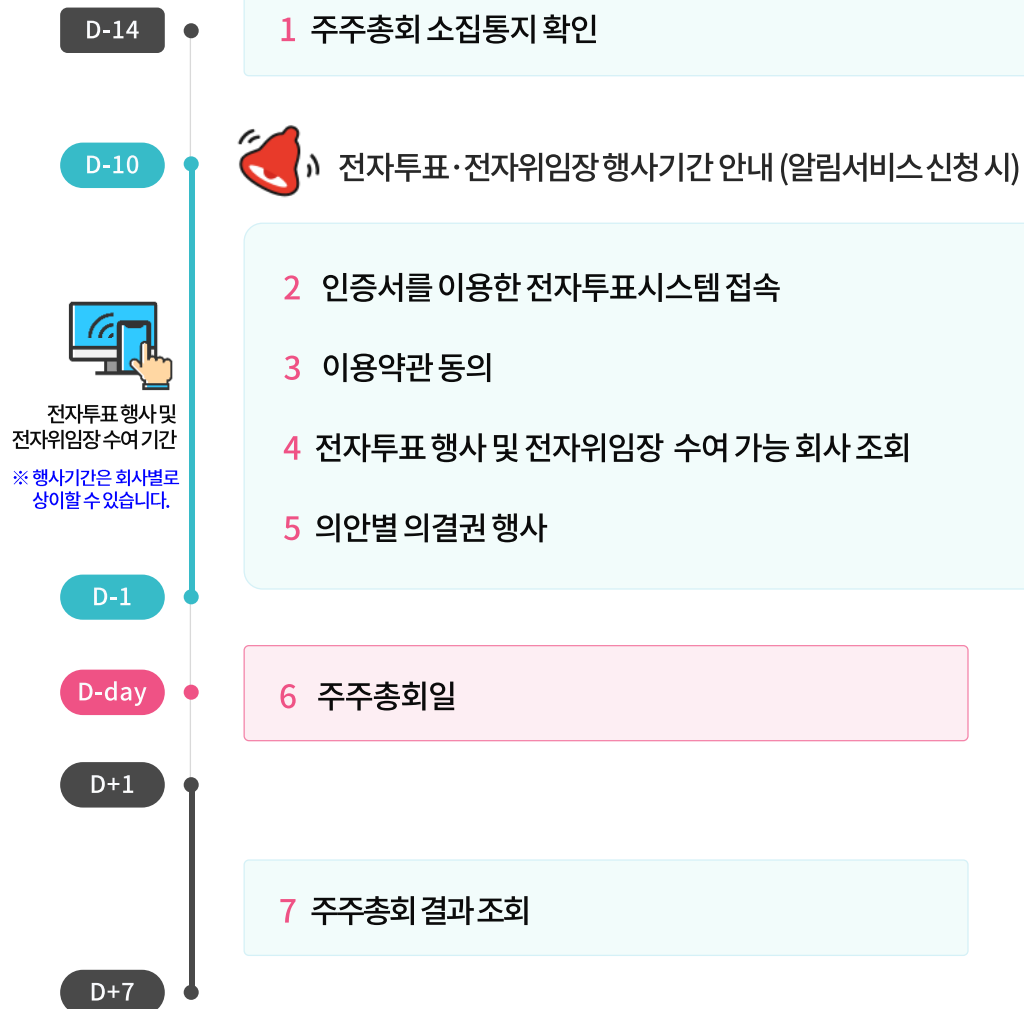 D-14
1 주주총회 소집통지 확인
D-10
전자투표·전자위임장 행사기간 안내 (알림서비스 신청 시)
2 인증서를 이용한 전자투표시스템 접속
3 이용약관 동의
4 전자투표 행사 및 전자위임장 수여 가능 회사 조회
5 의안별 의결권 행사
전자투표 행사 및
전자위임장 수여 기간
※ 행사기간은 회사별로
상이할 수 있습니다.
D-1
D-day
6 주주총회일
D+1
7 주주총회 결과 조회
D+7